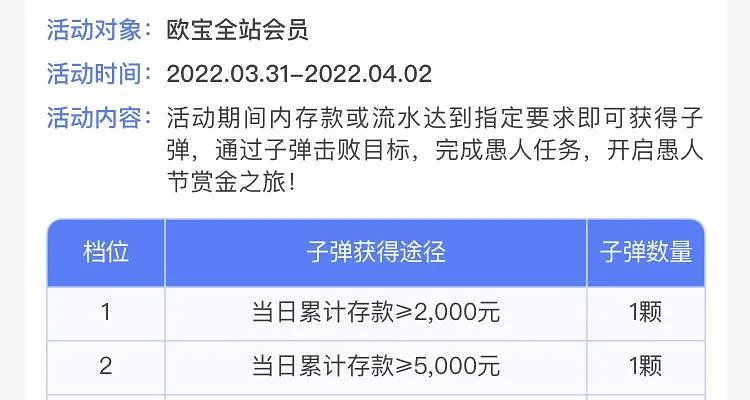 活动对象：欧宝全站会员
活动时间：2022.03.31-2022.04.02
活动内容：活动期间内存款或流水达到指定要求即可获得子
弹，通过子弹击败目标，完成愚人任务，开启愚人
节赏金之旅！
档位 子弹获得途径 子弹数量
1 当日累计存款≥2,000元 1颗
2 当日累计存款≥5,000元 1颗